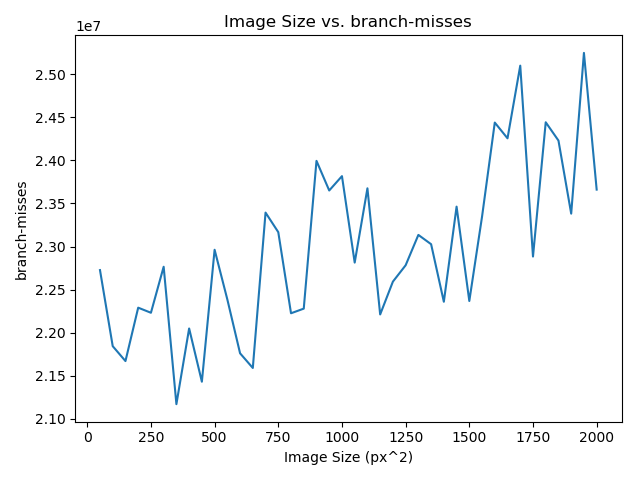 Image Size vs. branch-misses
1e7
2.50
2.45
2.40
2.35
2.30
2.25
2.20
2.15
2.10
branch-misses
0 250 500 750 1000 1250 1500 1750 2000
Image Size (px^2)